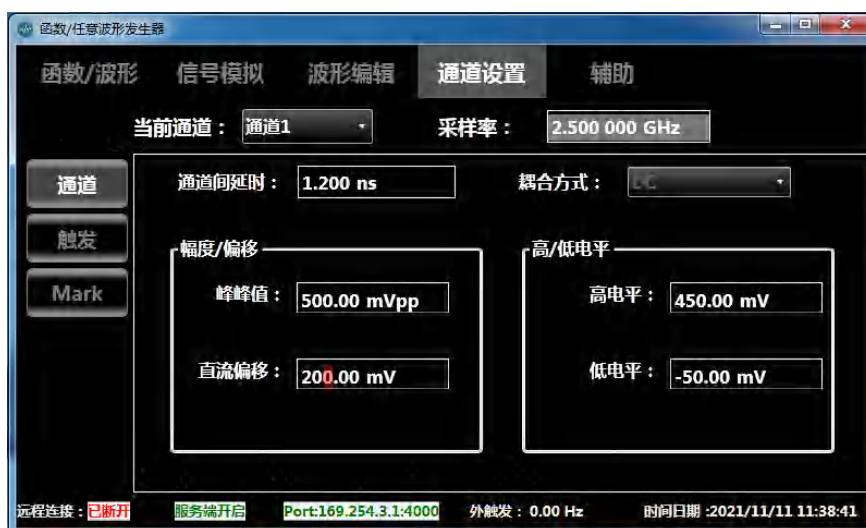 函数/任意波形发生器
函数/波形 信号模拟 波形编辑 通道设置 辅助
当前通道： 通道1 采样率： 2.500 000 GHz
通道 通道间延时： 1.200 ns 耦合方式： DC
触发 幅度/偏移 高/低电平
Mark 峰峰值： 500.00 mVpp 高电平： 450.00 mV
直流偏移： 200.00 mV 低电平： -50.00 mV
远程连接：已断开 服务端开启 Port:169.254.3.1:4000 外触发： 0.00 Hz 时间日期 :2021/11/11 11:38:41